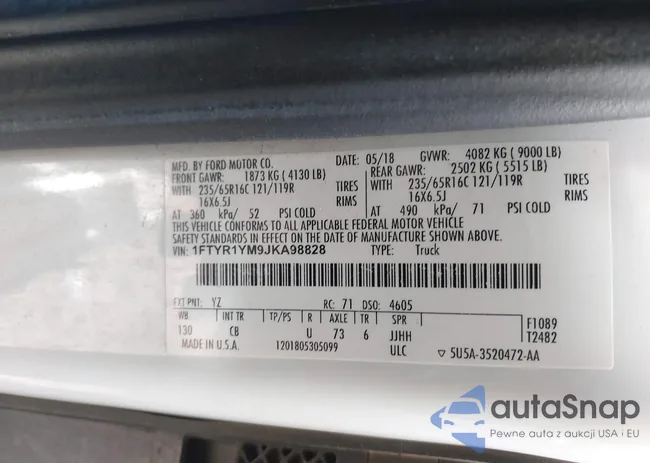 MFD. BY FORD MOTOR CO. 05/18 GVWR: 4082 KG ( 9000 LB)
FRONT GAWR: 1873 KG ( 4130 LB) REAR GAWR: 2502 KG ( 5515 LB)
WITH 235/65R16C 121/119R TIRES WITH 235/65R16C 121/119R TIRES
16X6.5J RIMS 16X6.5J RIMS
AT 360 kPa/ 52 PSI COLD AT 490 kPa/ 71 PSI COLD
THIS VEHICLE CONFORMS TO ALL APPLICABLE FEDERAL MOTOR VEHICLE
SAFETY STANDARDS IN EFFECT ON THE DATE OF MANUFACTURE SHOWN ABOVE.
VIN: 1FTYR1YM9JKA98828 TYPE: Truck
EXT PNT: YZ RC: 71 DSO: 4605
WB INT TR TP/PS R AXLE TR SPR F1089
130 CB U 73 6 JJHH T2482
MADE IN U.S.A. 1201805305099 ULC ▽ 5U5A-3520472-AA
autaSnap
Pewne auta z aukcji USA i EU